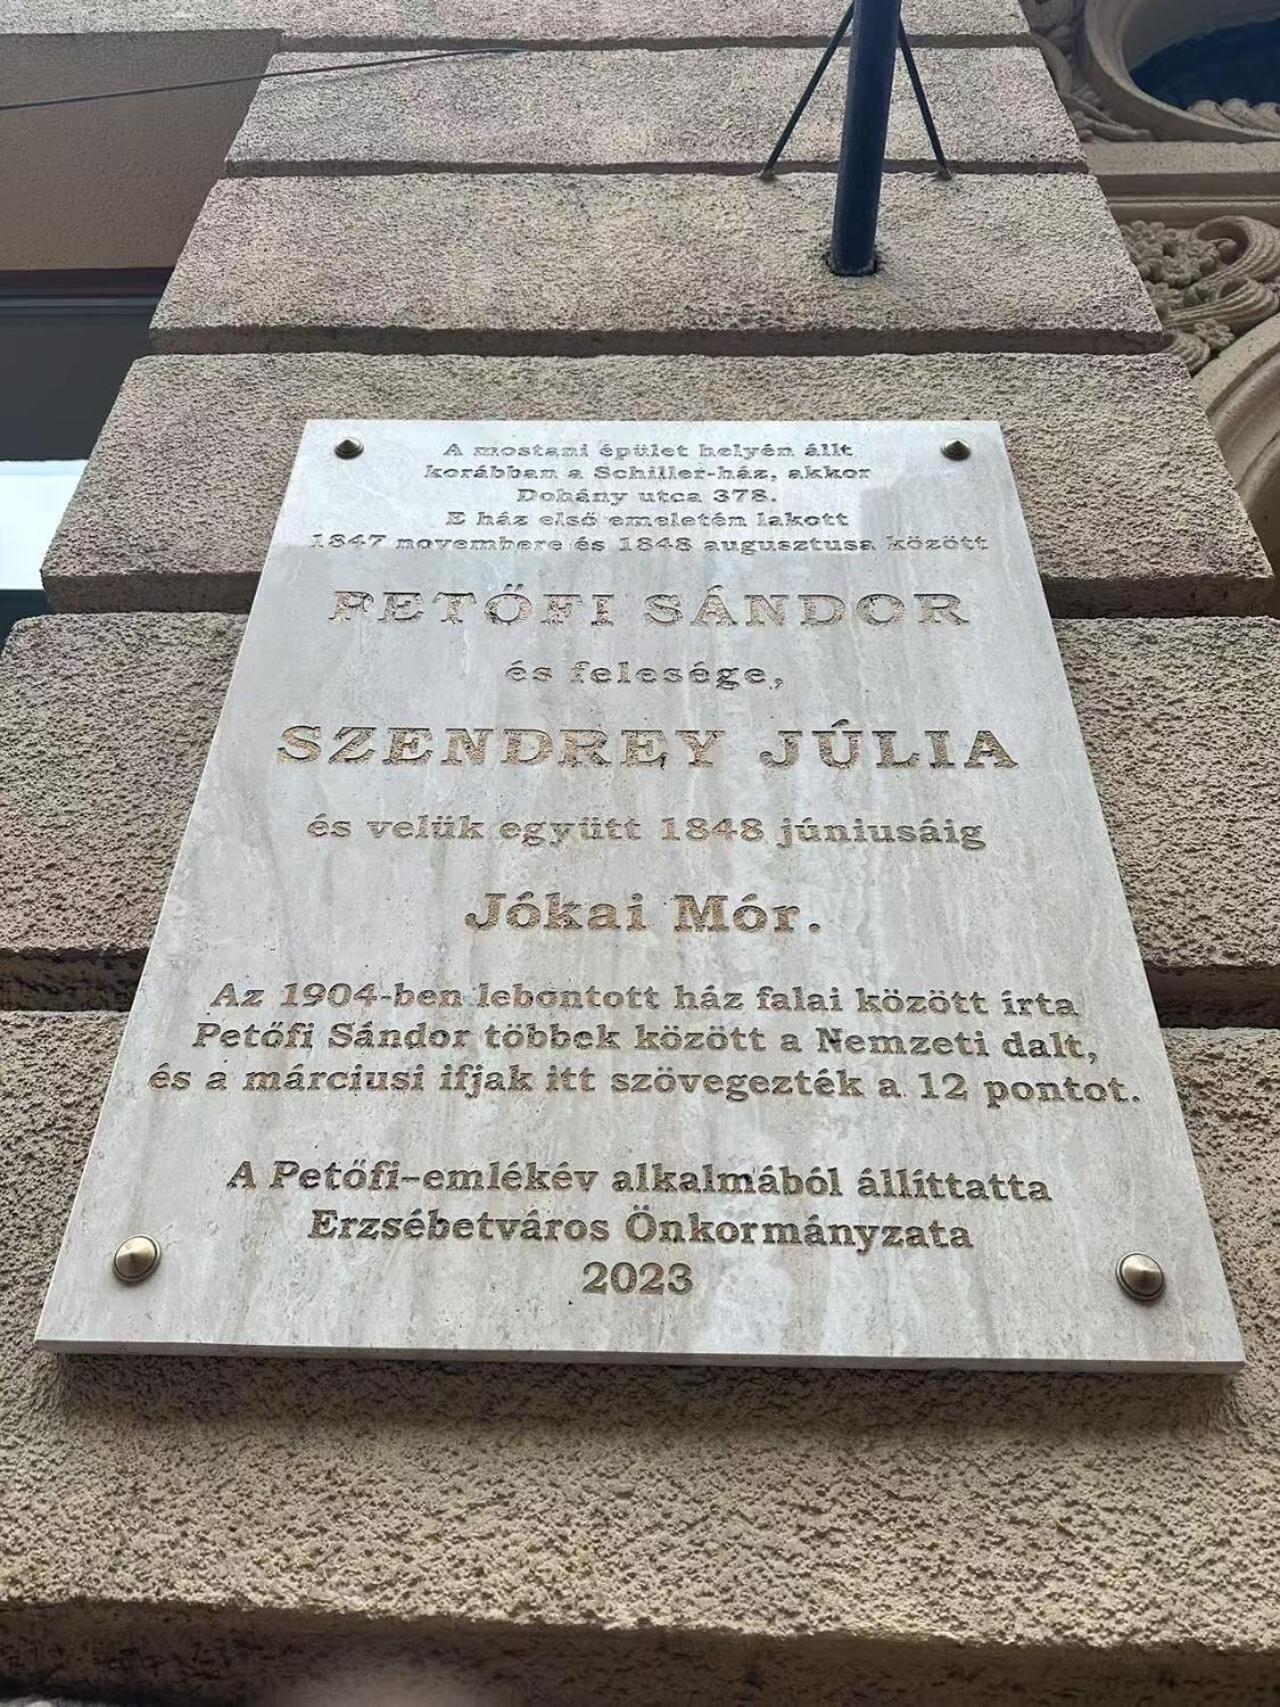 A mostani épület helyén állt
korábban a Schiller-ház, akkor
Dohány utca 378.
E ház első emeletén lakott
1847 novembere és 1848 augusztusa között
PETŐFI SÁNDOR
és felesége,
SZENDREY JÚLIA
és velük együtt 1848 júniusáig
Jókai Mór.
Az 1904-ben lebontott ház falai között írta
Petőfi Sándor többek között a Nemzeti dalt,
és a márciusi ifjak itt szövegezték a 12 pontot.
A Petőfi-emlékév alkalmából állíttatta
Erzsébetváros Önkormányzata
2023